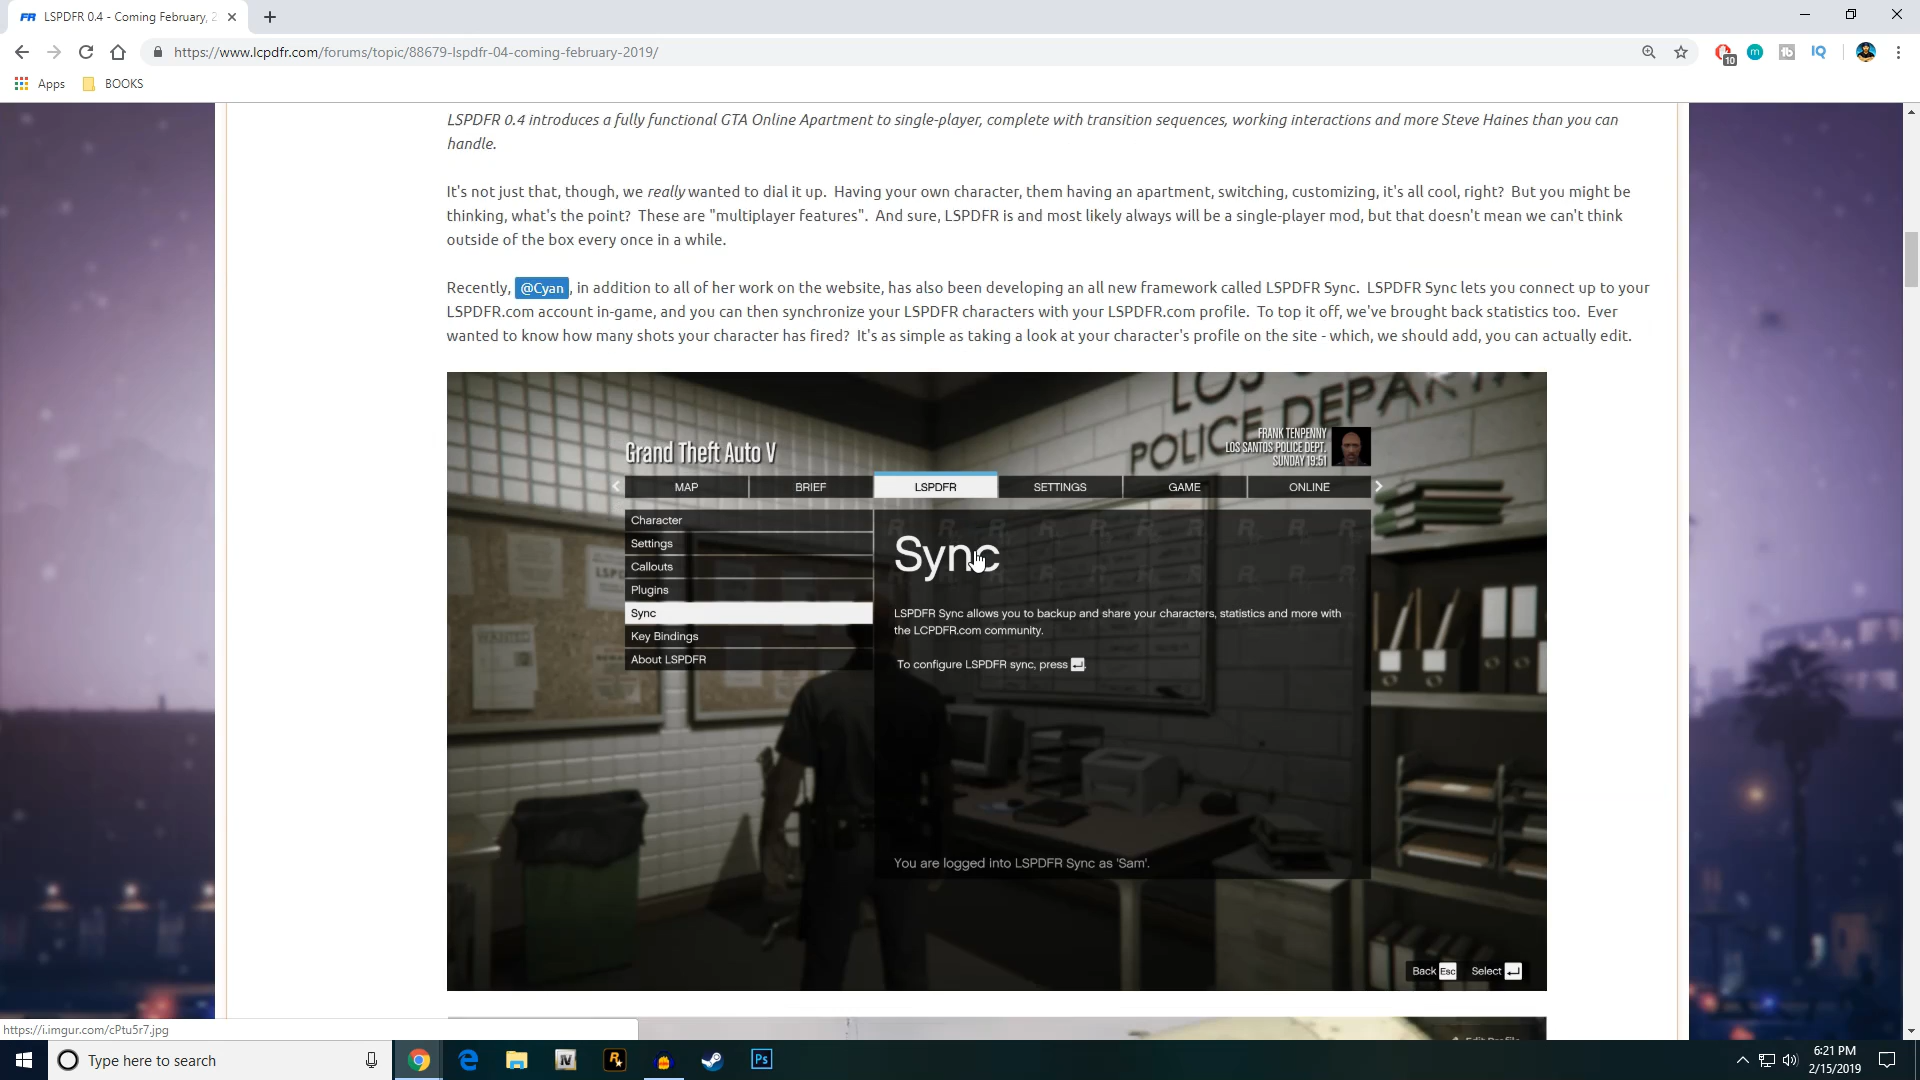 LSPDFR 0.4 - Coming February, 2
https://www.lcpdfr.com/forums/topic/88679-lspdfr-04-coming-february-2019/
10
Apps
BOOKS
LSPDFR 0.4 introduces a fully functional GTA Online Apartment to single-player, complete with transition sequences, working interactions and more Steve Haines than you can
handle.
It's not just that, though, we really wanted to dial it up. Having your own character, them having an apartment, switching, customizing, it's all cool, right? But you might be
thinking, what's the point? These are "multiplayer features". And sure, LSPDFR is and most likely always will be a single-player mod, but that doesn't mean we can't think
outside of the box every once in a while.
Recently, @Cyan, in addition to all of her work on the website, has also been developing an all new framework called LSPDFR Sync. LSPDFR Sync lets you connect up to your
LSPDFR.com account in-game, and you can then synchronize your LSPDFR characters with your LSPDFR.com profile. To top it off, we've brought back statistics too. Ever
wanted to know how many shots your character has fired? It's as simple as taking a look at your character's profile on the site - which, we should add, you can actually edit.
LOS SANTOS
POLICE DEPARTM
Grand Theft Auto V
FRANK TENPENNY
LOS SANTOS POLICE DEPT.
SUNDAY 19:51
MAP BRIEF LSPDFR SETTINGS GAME ONLINE
Character
Settings
Callouts
Plugins
Sync
Key Bindings
About LSPDFR
Sync
LSPDFR Sync allows you to backup and share your characters, statistics and more with
the LCPDFR.com community.
To configure LSPDFR sync, press
WANTED
You are logged into LSPDFR Sync as 'Sam'.
Back Esc Select
Edit Profile
https://i.imgur.com/cPtu5r7.jpg
Type here to search
6:21 PM
2/15/2019